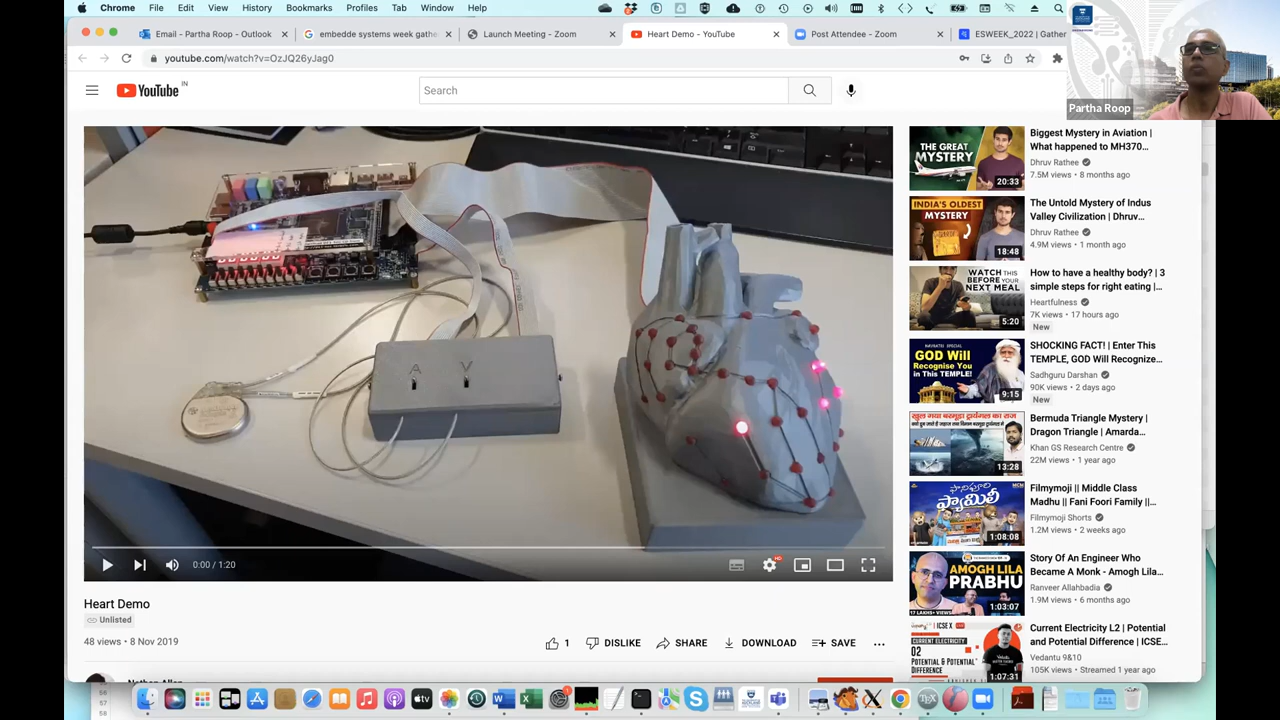 Chrome File Edit View History Bookmarks Profiles Tab Window Help
Email - Partha Roop - Outlook
Launch Meeting - Zoom
Heart Demo - YouTube
Post Attendee - Zoom
ESWEEK_2022 | Gather
youtube.com/watch?v=OzJQ26yJag0
YouTube IN
Partha Roop
A V
0:00 / 1:20
HD
Heart Demo
Unlisted
48 views • 8 Nov 2019
1 DISLIKE SHARE DOWNLOAD SAVE
THE GREAT
MYSTERY
20:33
Biggest Mystery in Aviation |
What happened to MH370...
Dhruv Rathee
7.5M views • 8 months ago
INDIA'S OLDEST
MYSTERY
18:48
The Untold Mystery of Indus
Valley Civilization | Dhruv...
Dhruv Rathee
4.9M views • 1 month ago
WATCH THIS
BEFORE YOUR
NEXT MEAL
5:20
How to have a healthy body? | 3
simple steps for right eating |...
Heartfulness
7K views • 17 hours ago
New
GOD Will
Recognise You
in This TEMPLE!
9:15
SHOCKING FACT! | Enter This
TEMPLE, GOD Will Recognize...
Sadhguru Darshan
90K views • 2 days ago
New
खुल गया बरमूडा ट्रायंगल का राज
13:28
Bermuda Triangle Mystery |
Dragon Triangle | Amarda...
Khan GS Research Centre
22M views • 1 year ago
1:08:08
Filmymoji || Middle Class
Madhu || Fani Foori Family ||...
Filmymoji Shorts
1.2M views • 2 weeks ago
AMOGH LILA
PRABHU
1:03:07
Story Of An Engineer Who
Became A Monk - Amogh Lila...
Ranveer Allahbadia
1.9M views • 6 months ago
CURRENT ELECTRICITY
02
POTENTIAL & POTENTIAL
DIFFERENCE
1:07:31
Current Electricity L2 | Potential
and Potential Difference | ICSE...
Vedantu 9&10
105K views • Streamed 1 year ago
tv